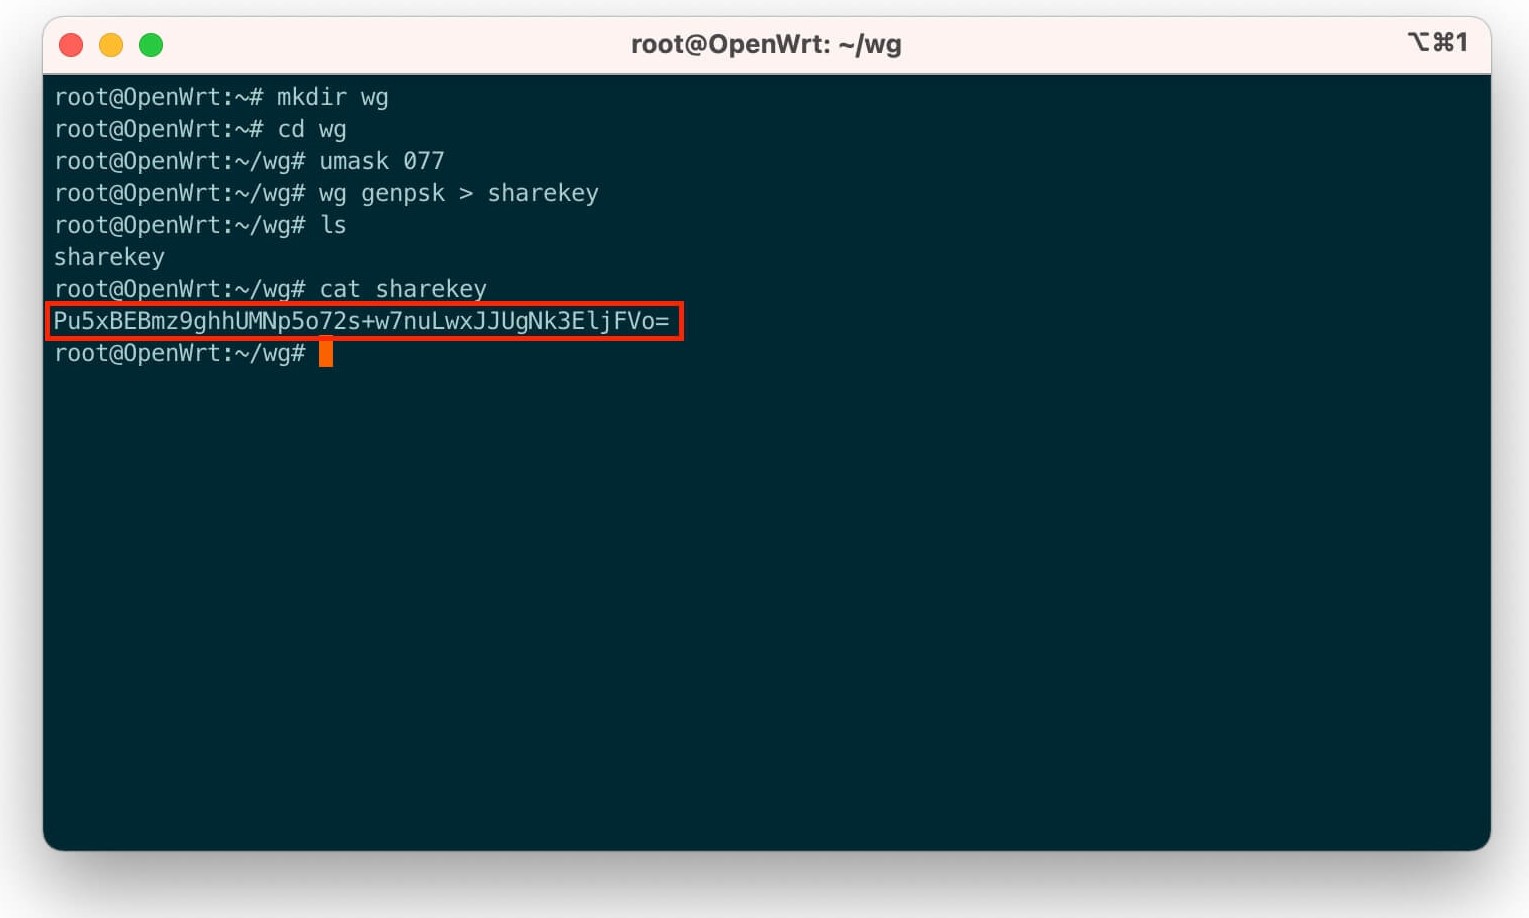 root@OpenWrt: ~/wg
⌥⌘1
root@OpenWrt:~# mkdir wg
root@OpenWrt:~# cd wg
root@OpenWrt:~/wg# umask 077
root@OpenWrt:~/wg# wg genpsk > sharekey
root@OpenWrt:~/wg# ls
sharekey
root@OpenWrt:~/wg# cat sharekey
Pu5xBEBmz9ghhUMNp5o72s+w7nuLwxJJUgNk3EljFVo=
root@OpenWrt:~/wg#